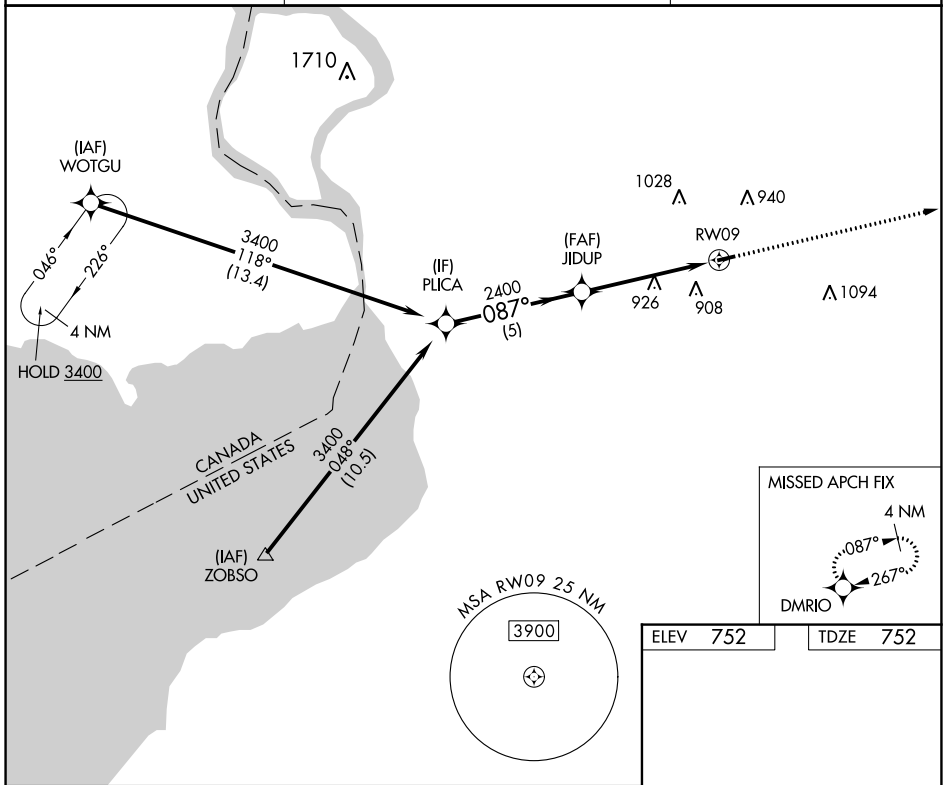 1710
(IAF)
WOTGU
046°
226°
4 NM
HOLD 3400
3400
118°
(13.4)
(IF)
PLICA
2400
087°
(5)
(FAF)
JIDUP
1028
940
RW09
926
908
1094
CANADA
UNITED STATES
3400
048°
(10.5)
(IAF)
ZOBSO
MSA RW09 25 NM
3900
MISSED APCH FIX
4 NM
087°
267°
DMRIO
ELEV 752
TDZE 752